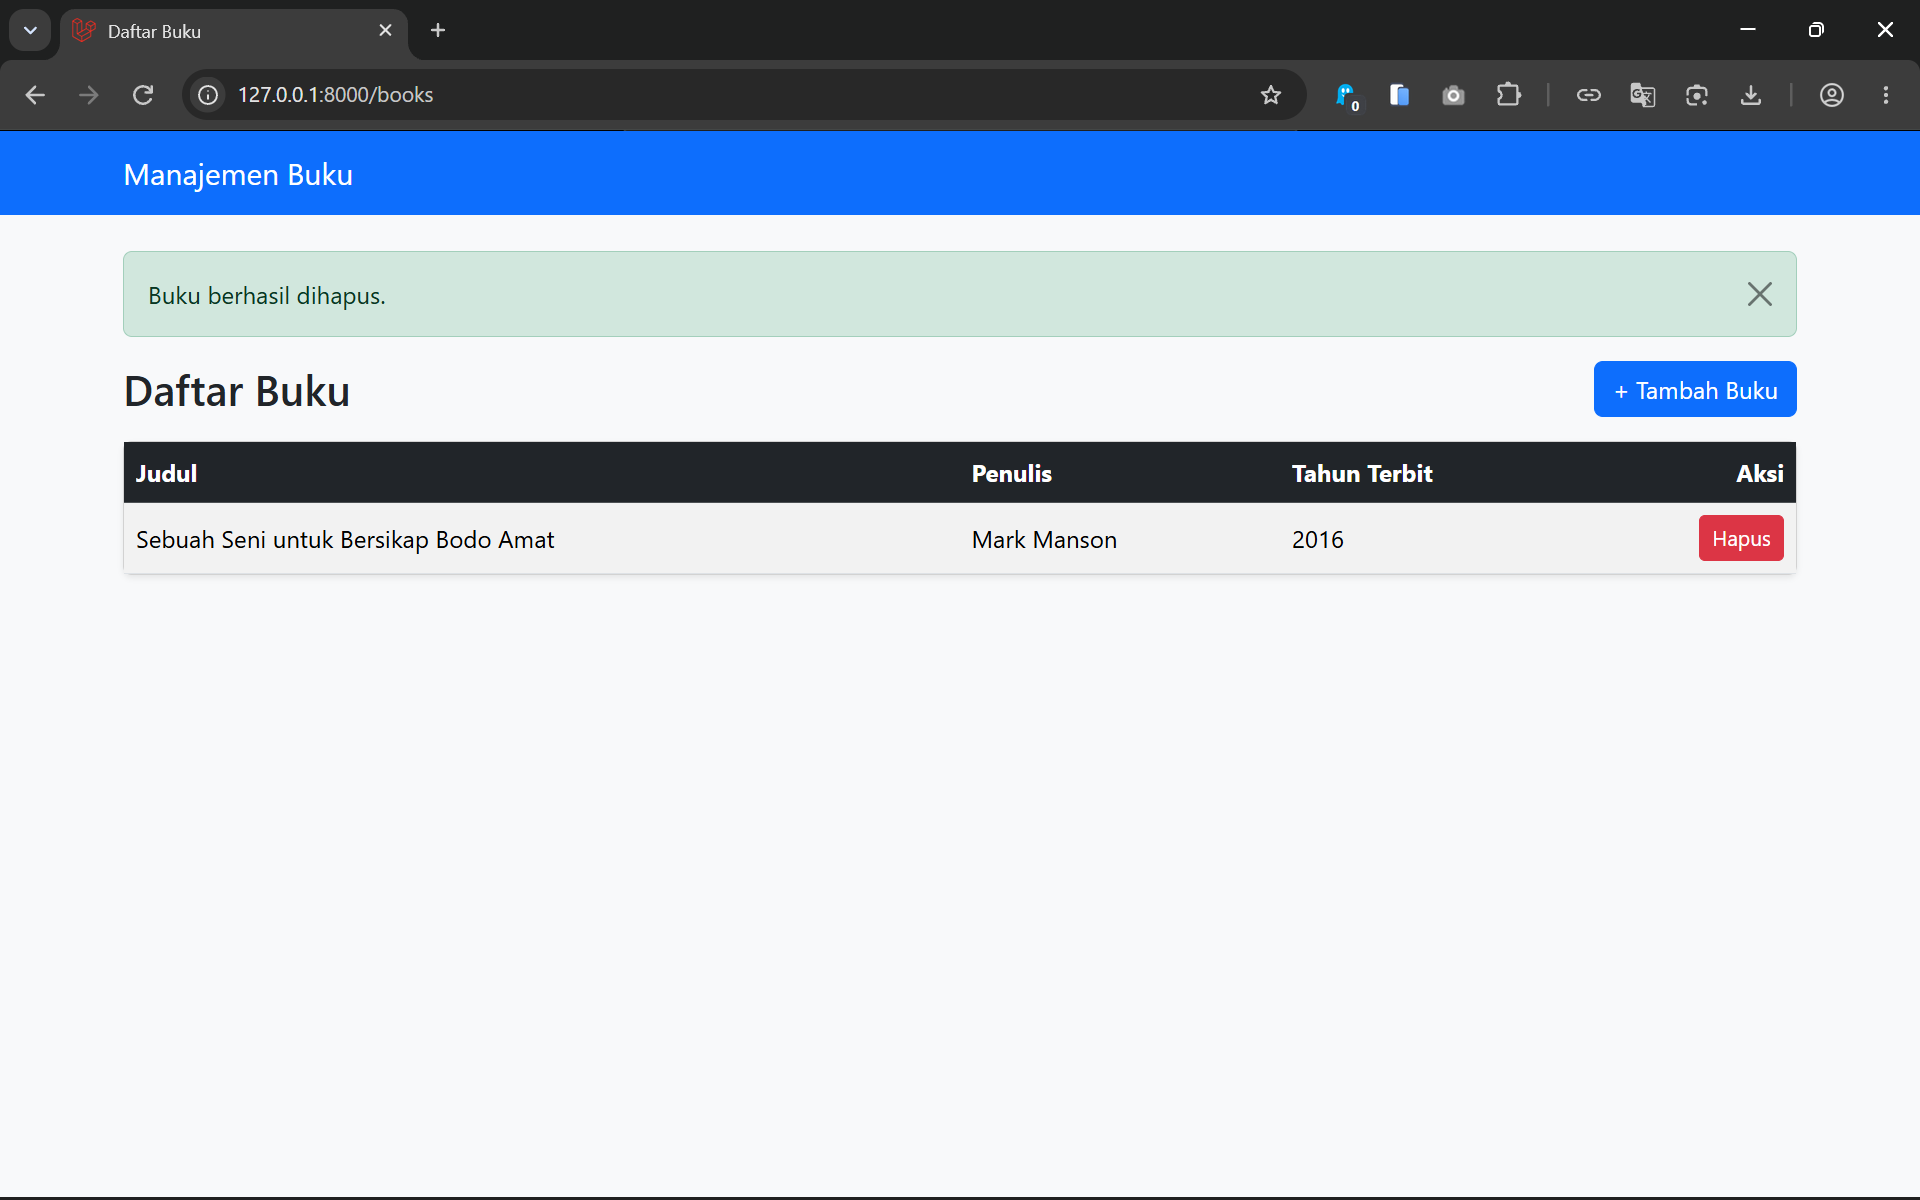 Daftar Buku
127.0.0.1:8000/books
0
Manajemen Buku
Buku berhasil dihapus.
Daftar Buku
+ Tambah Buku
Judul Penulis Tahun Terbit Aksi
Sebuah Seni untuk Bersikap Bodo Amat Mark Manson 2016 Hapus